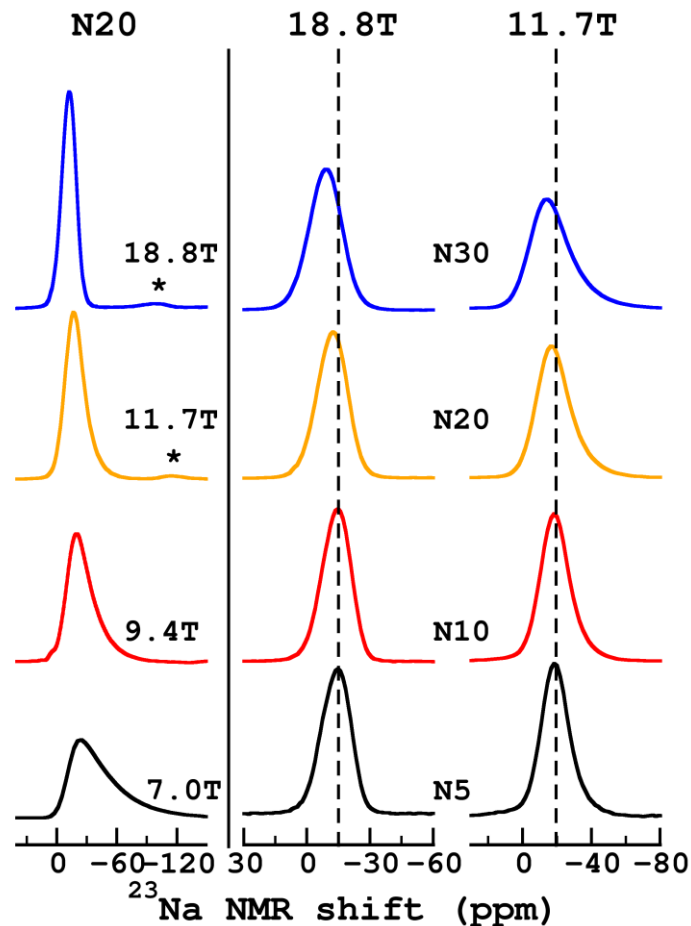 N20 18.8T 11.7T
18.8T N30
*
11.7T N20
*
9.4T N10
7.0T N5
0 -60 -120 30 0 -30 -60 0 -40 -80
23Na NMR shift (ppm)